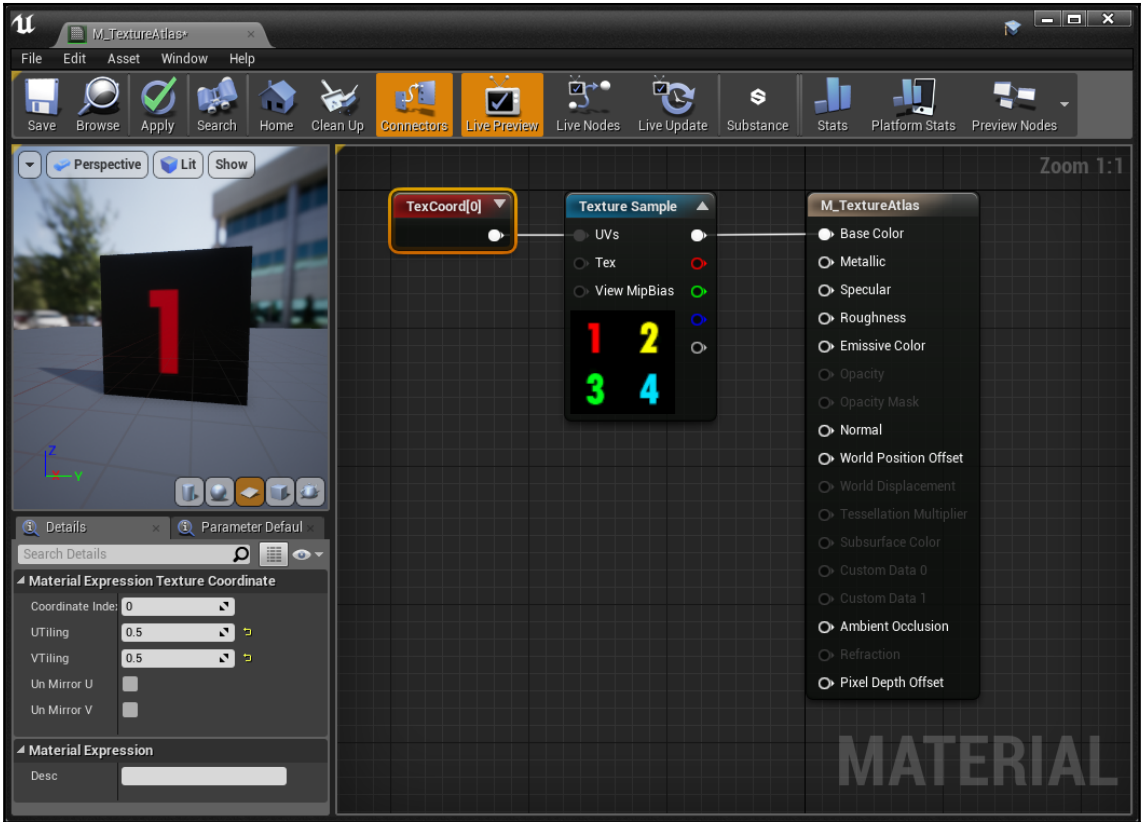 M_TextureAtlas*
File Edit Asset Window Help
Save Browse Apply Search Home Clean Up Connectors Live Preview Live Nodes Live Update Substance Stats Platform Stats Preview Nodes
Perspective Lit Show
Zoom 1:1
1
Z
X Y
TexCoord[0]
Texture Sample
UVs
Tex
View MipBias
1 2
3 4
M_TextureAtlas
Base Color
Metallic
Specular
Roughness
Emissive Color
Opacity
Opacity Mask
Normal
World Position Offset
World Displacement
Tessellation Multiplier
Subsurface Color
Custom Data 0
Custom Data 1
Ambient Occlusion
Refraction
Pixel Depth Offset
MATERIAL
Details Parameter Defaul
Search Details
Material Expression Texture Coordinate
Coordinate Inde: 0
UTiling 0.5
VTiling 0.5
Un Mirror U
Un Mirror V
Material Expression
Desc